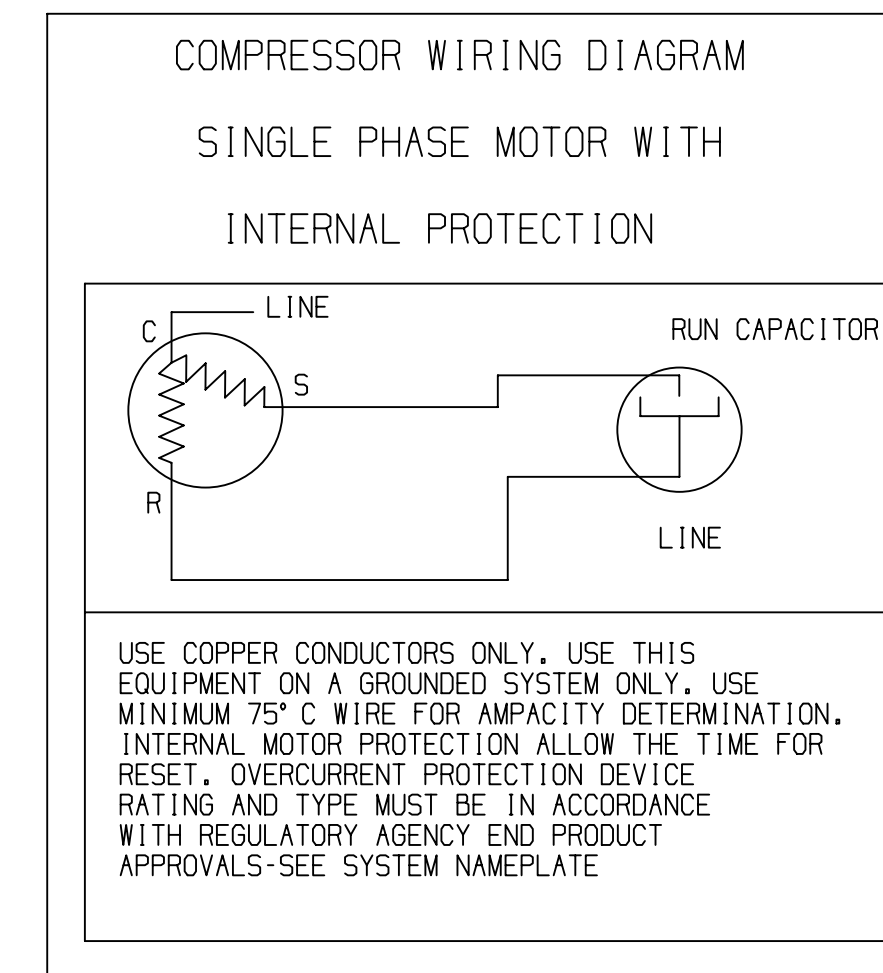 COMPRESSOR WIRING DIAGRAM
SINGLE PHASE MOTOR WITH
INTERNAL PROTECTION
LINE
C
RUN CAPACITOR
S
R
LINE
USE COPPER CONDUCTORS ONLY. USE THIS
EQUIPMENT ON A GROUNDED SYSTEM ONLY. USE
MINIMUM 75° C WIRE FOR AMPACITY DETERMINATION.
INTERNAL MOTOR PROTECTION ALLOW THE TIME FOR
RESET. OVERCURRENT PROTECTION DEVICE
RATING AND TYPE MUST BE IN ACCORDANCE
WITH REGULATORY AGENCY END PRODUCT
APPROVALS-SEE SYSTEM NAMEPLATE